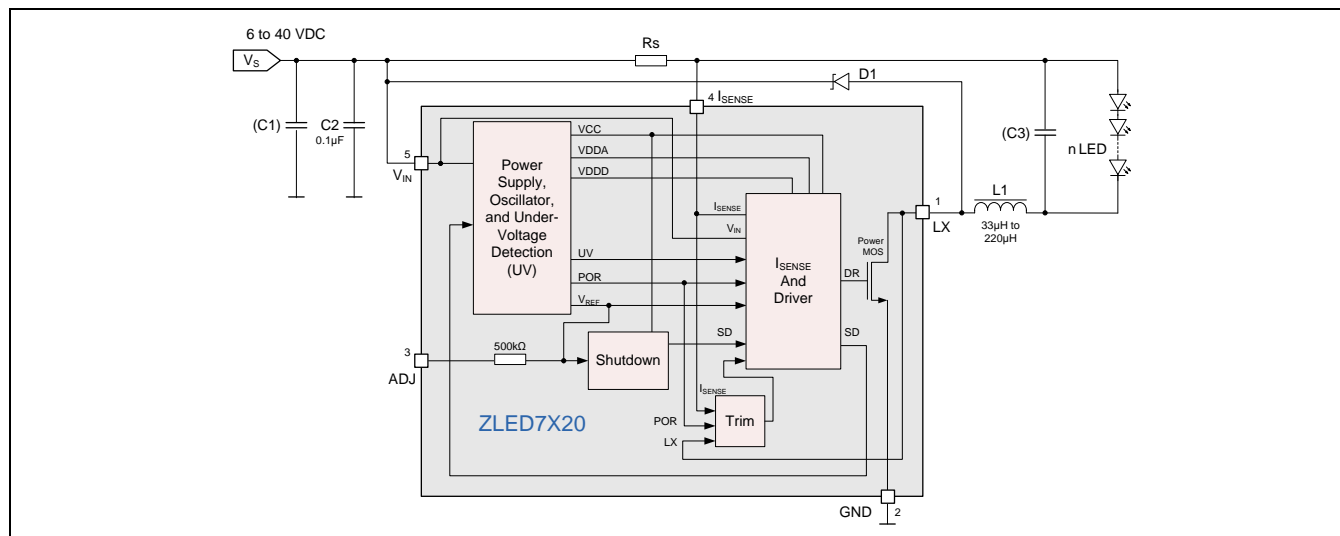 6 to 40 VDC
VS
Rs
D1
4 ISENSE
(C1)
C2
0.1µF
(C3)
n LED
5
VIN
Power
Supply,
Oscillator,
and Under-
Voltage
Detection
(UV)
VCC
VDDA
VDDD
UV
POR
VREF
ISENSE
VIN
ISENSE
And
Driver
Power
MOS
DR
SD
1
LX
L1
33µH to
220µH
3
ADJ
500kΩ
Shutdown
SD
ISENSE
POR
LX
Trim
ZLED7X20
GND
2